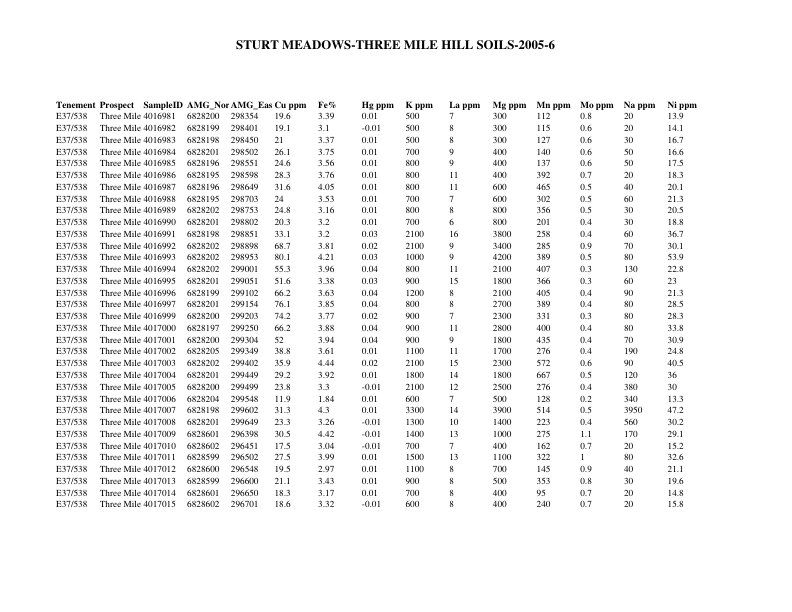 STURT MEADOWS-THREE MILE HILL SOILS-2005-6
Tenement Prospect SampleID AMG_Nor AMG_Eas Cu ppm Fe% Hg ppm K ppm La ppm Mg ppm Mn ppm Mo ppm Na ppm Ni ppm
E37/538 Three Mile 4016981 6828200 298354 19.6 3.39 0.01 500 7 300 112 0.8 20 13.9
E37/538 Three Mile 4016982 6828199 298401 19.1 3.1 -0.01 500 8 300 115 0.6 20 14.1
E37/538 Three Mile 4016983 6828198 298450 21 3.37 0.01 500 8 300 127 0.6 30 16.7
E37/538 Three Mile 4016984 6828201 298502 26.1 3.75 0.01 700 9 400 140 0.6 50 16.6
E37/538 Three Mile 4016985 6828196 298551 24.6 3.56 0.01 800 9 400 137 0.6 50 17.5
E37/538 Three Mile 4016986 6828195 298598 28.3 3.76 0.01 800 11 400 392 0.7 20 18.3
E37/538 Three Mile 4016987 6828196 298649 31.6 4.05 0.01 800 11 600 465 0.5 40 20.1
E37/538 Three Mile 4016988 6828195 298703 24 3.53 0.01 700 7 600 302 0.5 60 21.3
E37/538 Three Mile 4016989 6828202 298753 24.8 3.16 0.01 800 8 800 356 0.5 30 20.5
E37/538 Three Mile 4016990 6828201 298802 20.3 3.2 0.01 700 6 800 201 0.4 30 18.8
E37/538 Three Mile 4016991 6828198 298851 33.1 3.2 0.03 2100 16 3800 258 0.4 60 36.7
E37/538 Three Mile 4016992 6828202 298898 68.7 3.81 0.02 2100 9 3400 285 0.9 70 30.1
E37/538 Three Mile 4016993 6828202 298953 80.1 4.21 0.03 1000 9 4200 389 0.5 80 53.9
E37/538 Three Mile 4016994 6828202 299001 55.3 3.96 0.04 800 11 2100 407 0.3 130 22.8
E37/538 Three Mile 4016995 6828201 299051 51.6 3.38 0.03 900 15 1800 366 0.3 60 23
E37/538 Three Mile 4016996 6828199 299102 66.2 3.63 0.04 1200 8 2100 405 0.4 90 21.3
E37/538 Three Mile 4016997 6828201 299154 76.1 3.85 0.04 800 8 2700 389 0.4 80 28.5
E37/538 Three Mile 4016999 6828200 299203 74.2 3.77 0.02 900 7 2300 331 0.3 80 28.3
E37/538 Three Mile 4017000 6828197 299250 66.2 3.88 0.04 900 11 2800 400 0.4 80 33.8
E37/538 Three Mile 4017001 6828200 299304 52 3.94 0.04 900 9 1800 435 0.4 70 30.9
E37/538 Three Mile 4017002 6828205 299349 38.8 3.61 0.01 1100 11 1700 276 0.4 190 24.8
E37/538 Three Mile 4017003 6828202 299402 35.9 4.44 0.02 2100 15 2300 572 0.6 90 40.5
E37/538 Three Mile 4017004 6828201 299449 29.2 3.92 0.01 1800 14 1800 667 0.5 120 36
E37/538 Three Mile 4017005 6828200 299499 23.8 3.3 -0.01 2100 12 2500 276 0.4 380 30
E37/538 Three Mile 4017006 6828204 299548 11.9 1.84 0.01 600 7 500 128 0.2 340 13.3
E37/538 Three Mile 4017007 6828198 299602 31.3 4.3 0.01 3300 14 3900 514 0.5 3950 47.2
E37/538 Three Mile 4017008 6828201 299649 23.3 3.26 -0.01 1300 10 1400 223 0.4 560 30.2
E37/538 Three Mile 4017009 6828601 296398 30.5 4.42 -0.01 1400 13 1000 275 1.1 170 29.1
E37/538 Three Mile 4017010 6828602 296451 17.5 3.04 -0.01 700 7 400 162 0.7 20 15.2
E37/538 Three Mile 4017011 6828599 296502 27.5 3.99 0.01 1500 13 1100 322 1 80 32.6
E37/538 Three Mile 4017012 6828600 296548 19.5 2.97 0.01 1100 8 700 145 0.9 40 21.1
E37/538 Three Mile 4017013 6828599 296600 21.1 3.43 0.01 900 8 500 353 0.8 30 19.6
E37/538 Three Mile 4017014 6828601 296650 18.3 3.17 0.01 700 8 400 95 0.7 20 14.8
E37/538 Three Mile 4017015 6828602 296701 18.6 3.32 -0.01 600 8 400 240 0.7 20 15.8